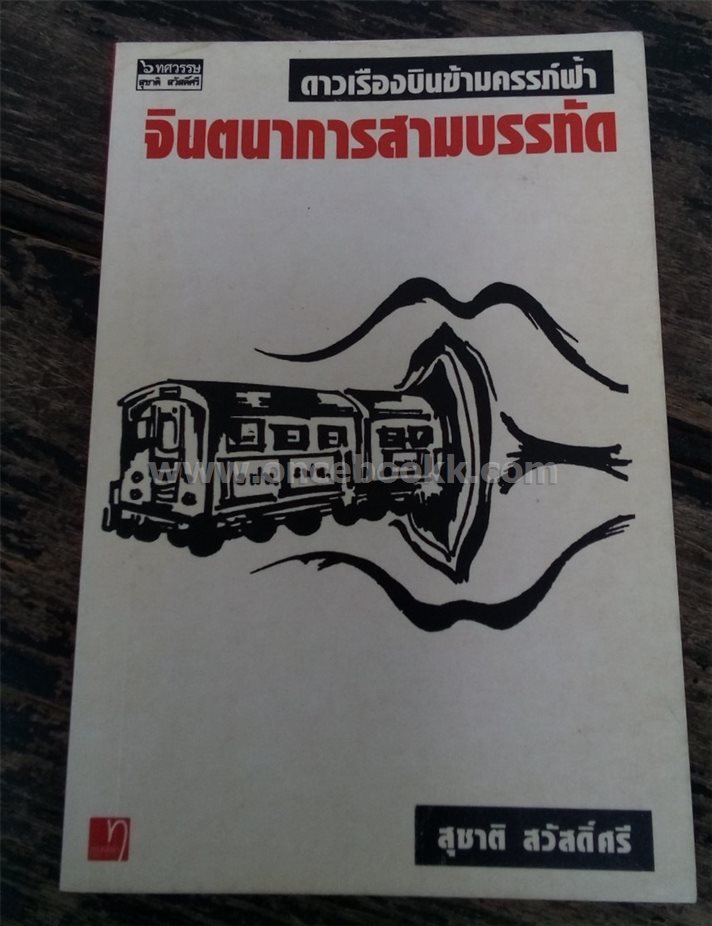 ๖ ทศวรรษ
สุชาติ สวัสดิ์ศรี
ดาวเรืองบินข้ามครรภ์ฟ้า
จินตนาการสามบรรทัด
www.oncebookk.com
สุชาติ สวัสดิ์ศรี